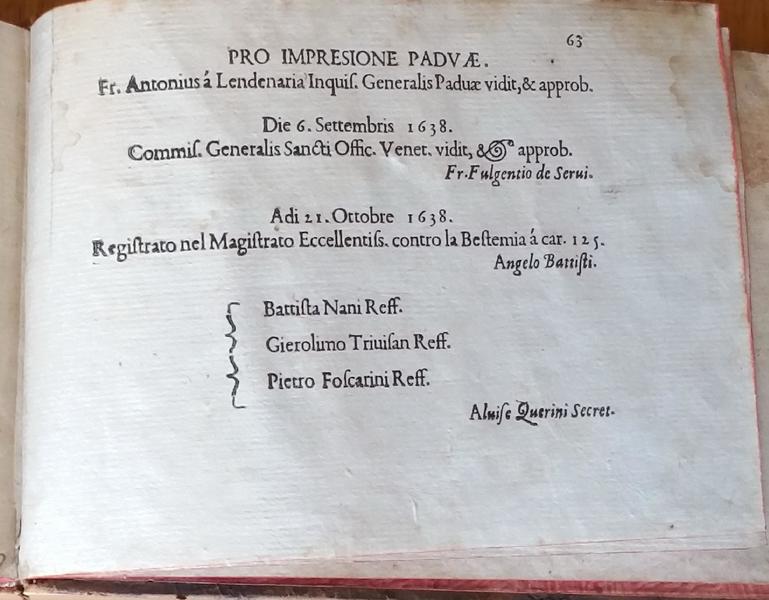 63
PRO IMPRESIONE PADVÆ.
Fr. Antonius á Lendenaria Inquiſ. Generalis Paduæ vidit, & approb.
Die 6. Settembris 1638.
Commiſ. Generalis Sancti Offic. Venet. vidit, & approb.
Fr. Fulgentio de Serui.
Adi 21. Ottobre 1638.
Regiſtrato nel Magiſtrato Eccellentiſs. contro la Beſtemia á car. 125.
Angelo Battiſti.
Battiſta Nani Reff.
Gierolimo Triuiſan Reff.
Pietro Foſcarini Reff.
Aluiſe Querini Secret.